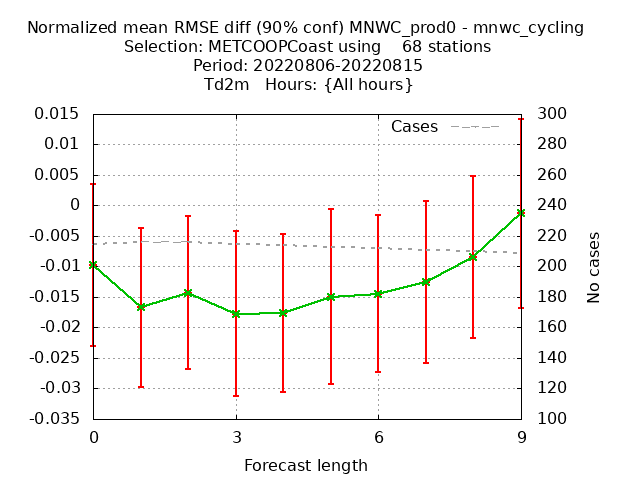 Normalized mean RMSE diff (90% conf) MNWC_prod0 - mnwc_cycling
Selection: METCOOPCoast using    68 stations
Period: 20220806-20220815
Td2m   Hours: {All hours}
0.015
0.01
0.005
0
-0.005
-0.01
-0.015
-0.02
-0.025
-0.03
-0.035
Cases
300
280
260
240
220
200
180
160
140
120
100
No cases
0 3 6 9
Forecast length